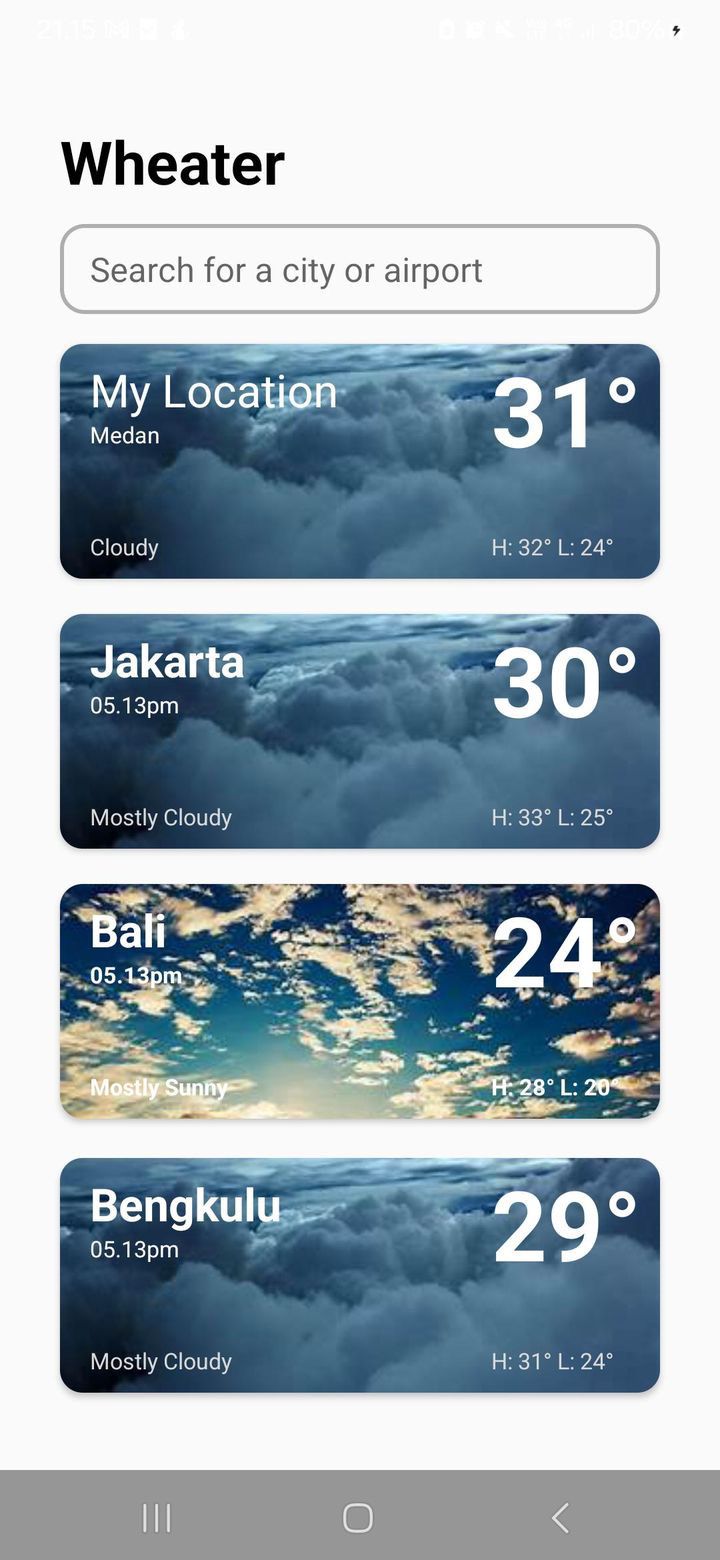 21.15 80%
Wheater
Search for a city or airport
My Location
31°
Medan
Cloudy
H: 32° L: 24°
Jakarta
30°
05.13pm
Mostly Cloudy
H: 33° L: 25°
Bali
24°
05.13pm
Mostly Sunny
H: 28° L: 20°
Bengkulu
29°
05.13pm
Mostly Cloudy
H: 31° L: 24°